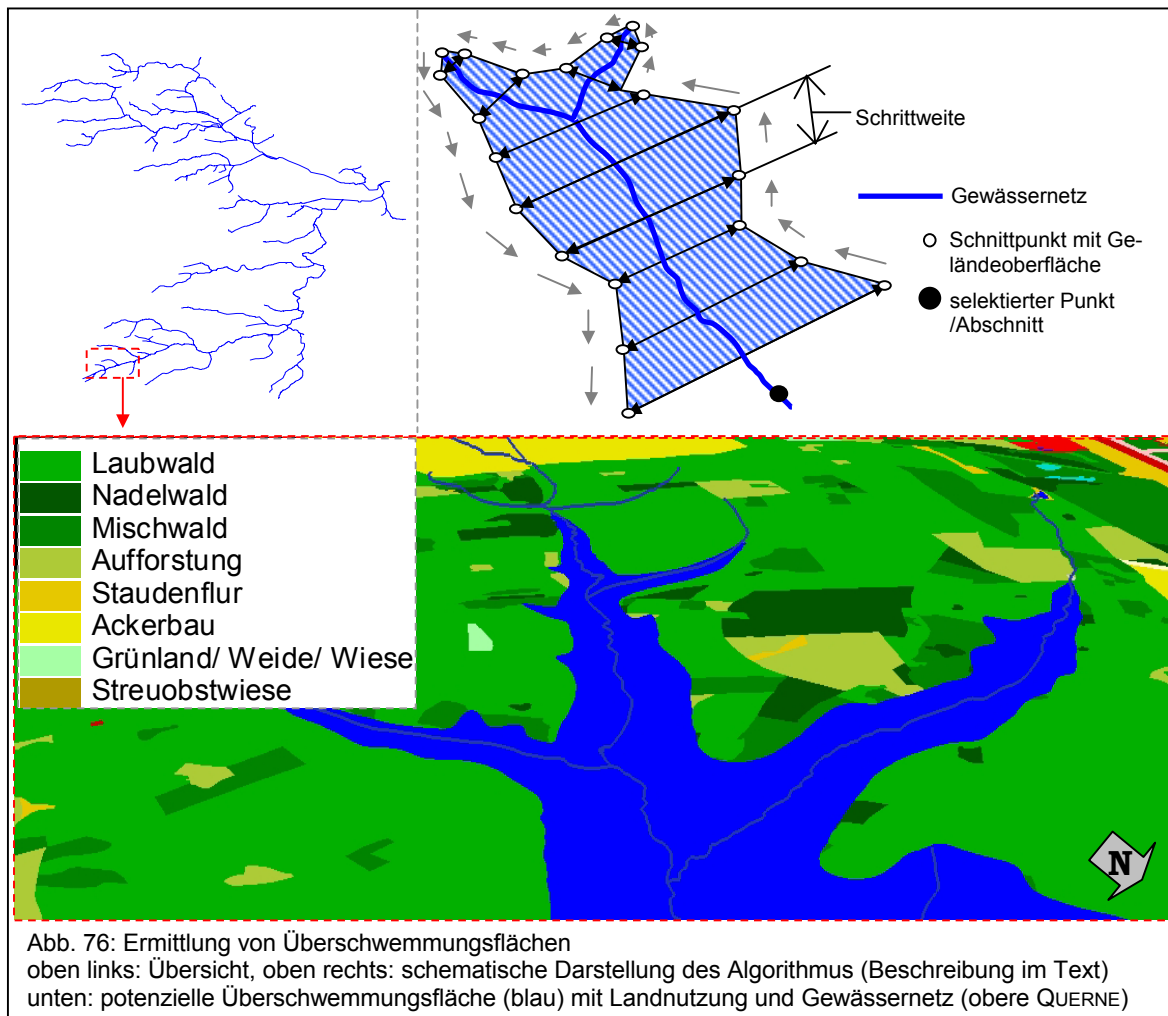 Schrittweite
Gewässernetz
Schnittpunkt mit Ge-
ländeoberfläche
selektierter Punkt
/Abschnitt
Laubwald
Nadelwald
Mischwald
Aufforstung
Staudenflur
Ackerbau
Grünland/ Weide/ Wiese
Streuobstwiese
N
Abb. 76: Ermittlung von Überschwemmungsflächen
oben links: Übersicht, oben rechts: schematische Darstellung des Algorithmus (Beschreibung im Text)
unten: potenzielle Überschwemmungsfläche (blau) mit Landnutzung und Gewässernetz (obere QUERNE)